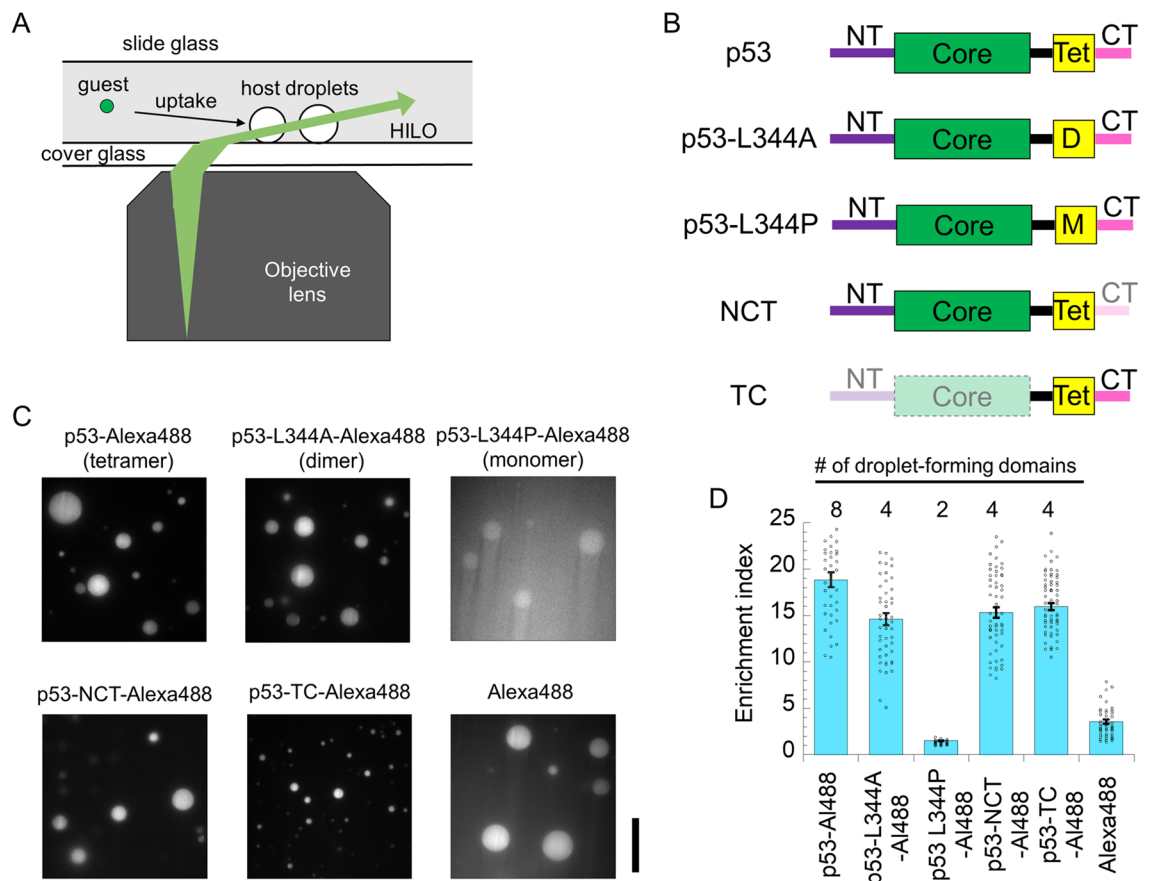 A
slide glass
guest
uptake
host droplets
HILO
cover glass
Objective
lens
B
NT
Core
Tet
CT
p53
NT
Core
D
CT
p53-L344A
NT
Core
M
CT
p53-L344P
NT
Core
Tet
CT
NCT
NT
Core
Tet
CT
TC
C
p53-Alexa488
(tetramer)
p53-L344A-Alexa488
(dimer)
p53-L344P-Alexa488
(monomer)
p53-NCT-Alexa488
p53-TC-Alexa488
Alexa488
D
# of droplet-forming domains
8 4 2 4 4
Enrichment index
25
20
15
10
5
0
p53-Al488
p53-L344A
-Al488
p53 L344P
-Al488
p53-NCT
-Al488
p53-TC
-Al488
Alexa488